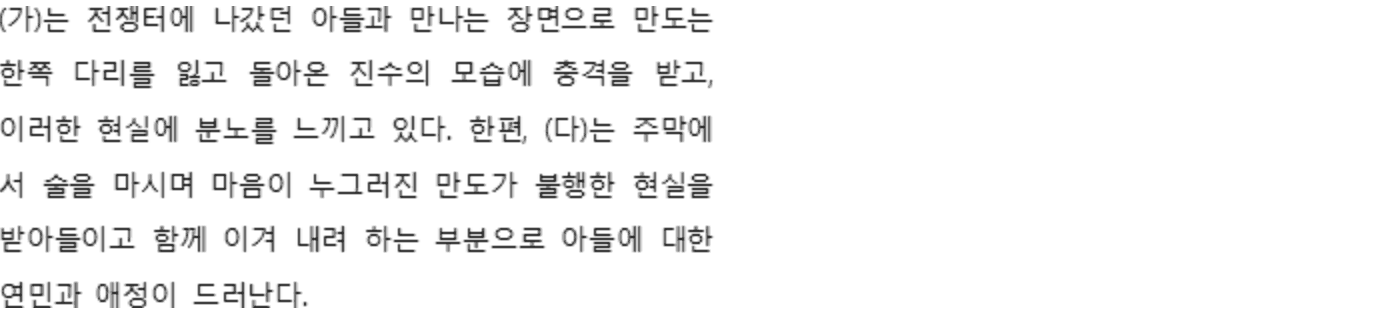 (가)는 전쟁터에 나갔던 아들과 만나는 장면으로 만도는
한쪽 다리를 잃고 돌아온 진수의 모습에 충격을 받고,
이러한 현실에 분노를 느끼고 있다. 한편, (다)는 주막에
서 술을 마시며 마음이 누그러진 만도가 불행한 현실을
받아들이고 함께 이겨 내려 하는 부분으로 아들에 대한
연민과 애정이 드러난다.